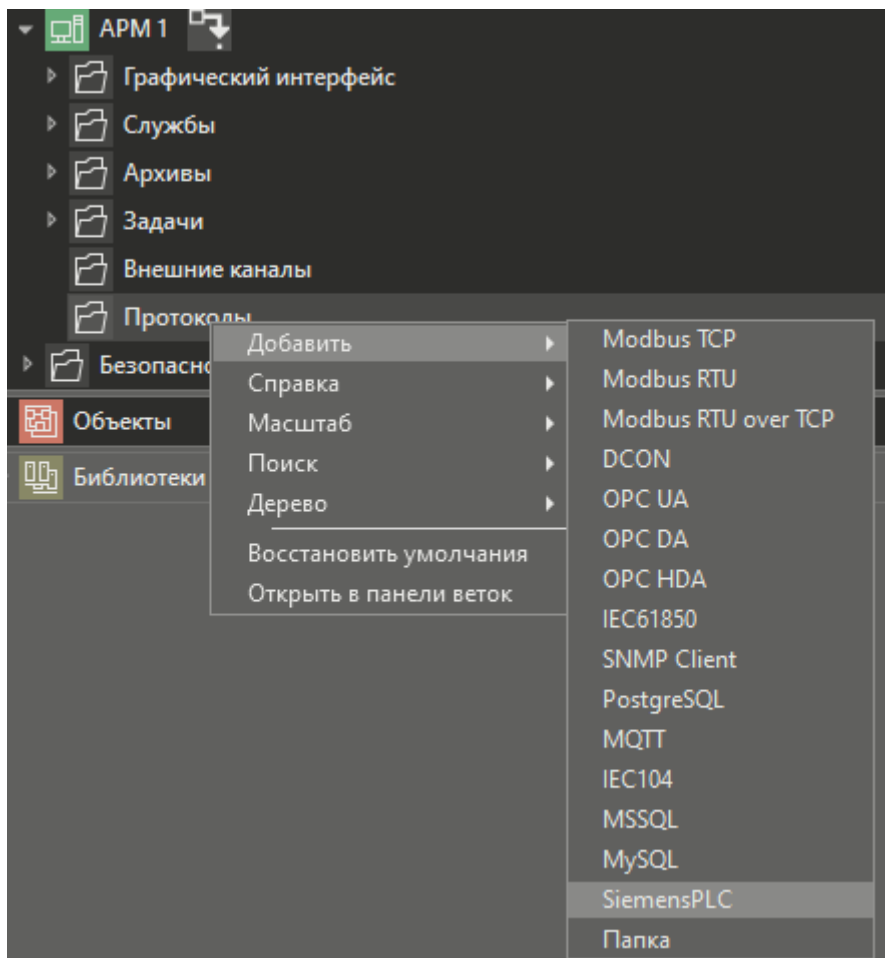 АРМ 1
Графический интерфейс
Службы
Архивы
Задачи
Внешние каналы
Протоколы
Безопасно
Объекты
Библиотеки
Добавить
Справка
Масштаб
Поиск
Дерево
Восстановить умолчания
Открыть в панели веток
Modbus TCP
Modbus RTU
Modbus RTU over TCP
DCON
OPC UA
OPC DA
OPC HDA
IEC61850
SNMP Client
PostgreSQL
MQTT
IEC104
MSSQL
MySQL
SiemensPLC
Папка